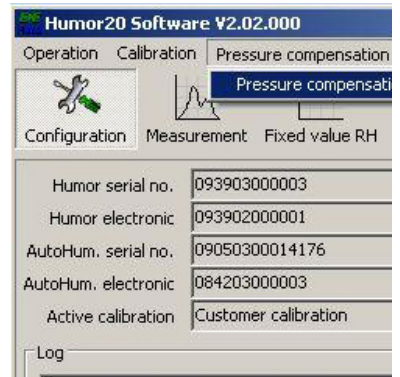 Humor20 Software V2.02.000
Operation Calibration Pressure compensation
Pressure compensati
Configuration Measurement Fixed value RH
Humor serial no. 093903000003
Humor electronic 093902000001
AutoHum. serial no. 09050300014176
AutoHum. electronic 084203000003
Active calibration Customer calibration
Log